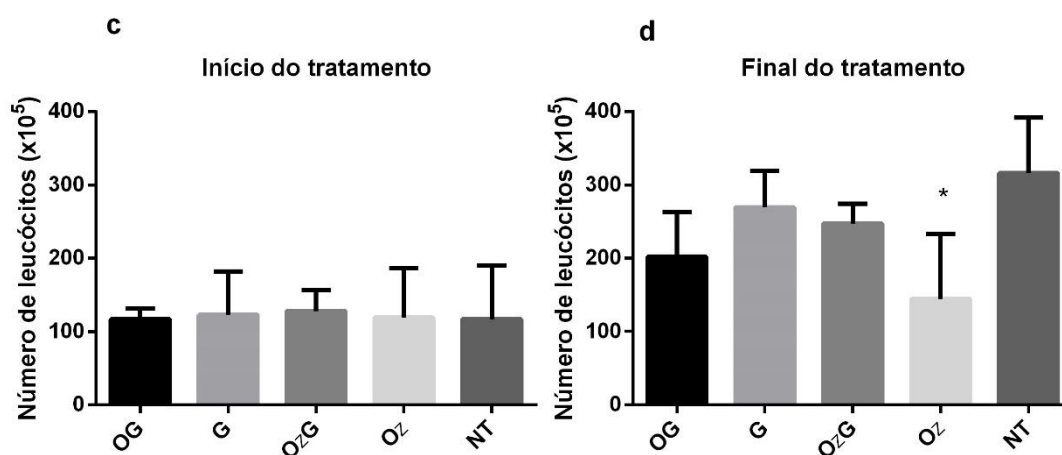 c
Início do tratamento
Número de leucócitos (x10⁵)
400
300
200
100
0
OG
G
OzG
Oz
NT
d
Final do tratamento
Número de leucócitos (x10⁵)
400
300
200
100
0
*
OG
G
OzG
Oz
NT